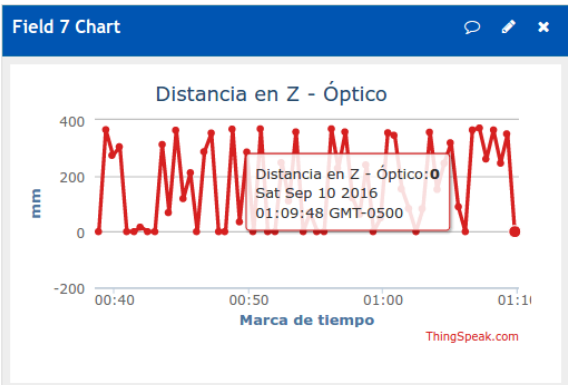 Field 7 Chart
Distancia en Z - Óptico
400
200
0
-200
mm
Distancia en Z - Óptico:0
Sat Sep 10 2016
01:09:48 GMT-0500
00:40 00:50 01:00 01:1
Marca de tiempo
ThingSpeak.com